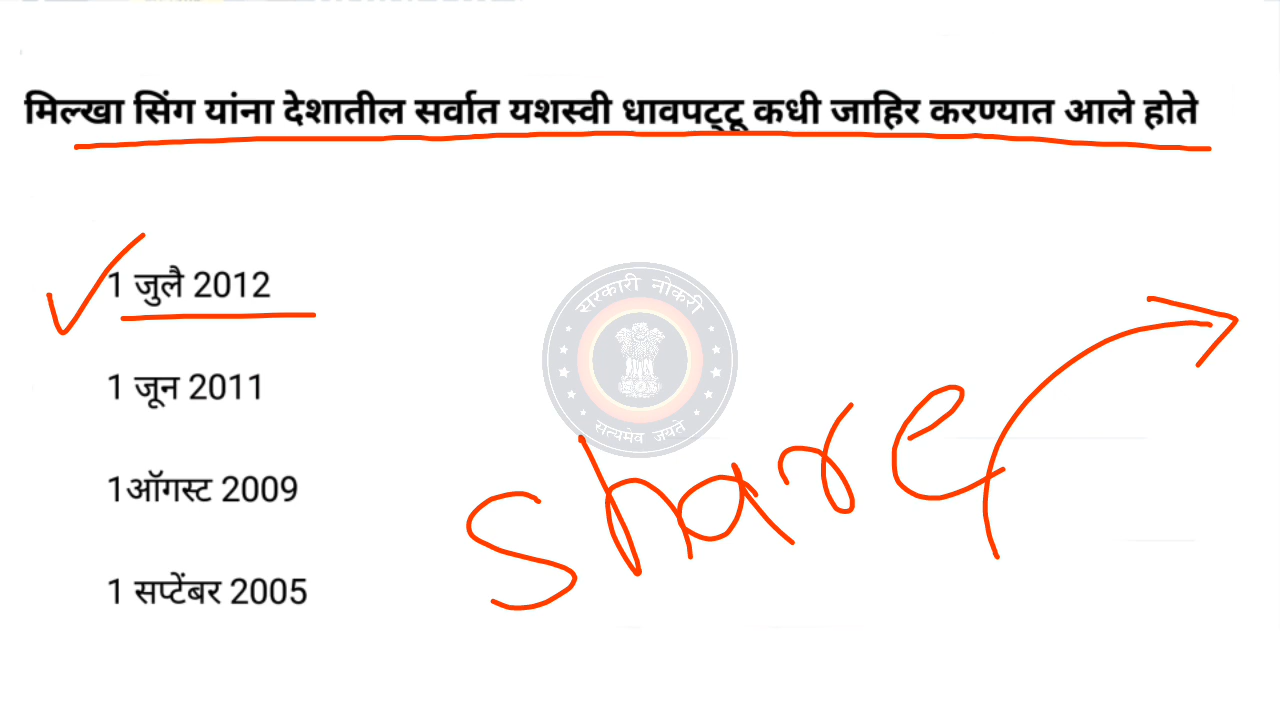 मिल्खा सिंग यांना देशातील सर्वात यशस्वी धावपट्टू कधी जाहिर करण्यात आले होते
1 जुलै 2012
1 जून 2011
1ऑगस्ट 2009
1 सप्टेंबर 2005
सरकारी नोकरी
सत्यमेव जयते
share